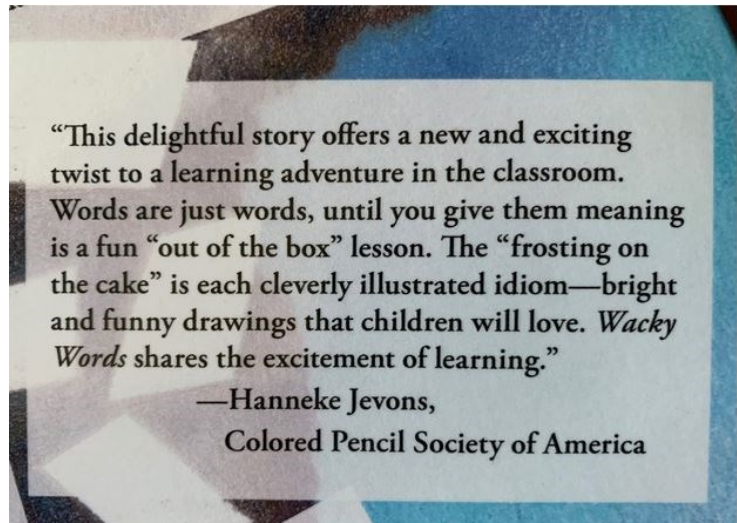 “This delightful story offers a new and exciting
twist to a learning adventure in the classroom.
Words are just words, until you give them meaning
is a fun “out of the box” lesson. The “frosting on
the cake” is each cleverly illustrated idiom—bright
and funny drawings that children will love. Wacky
Words shares the excitement of learning.”
—Hanneke Jevons,
Colored Pencil Society of America